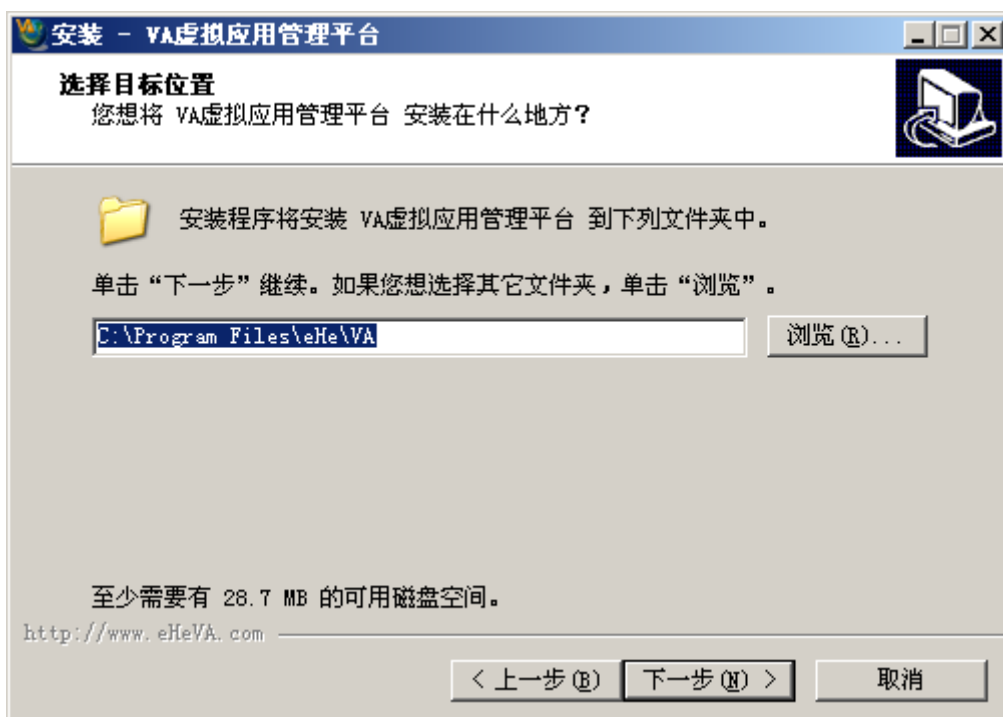 安装 - VA虚拟应用管理平台
选择目标位置
您想将 VA虚拟应用管理平台 安装在什么地方?
安装程序将安装 VA虚拟应用管理平台 到下列文件夹中。
单击“下一步”继续。如果您想选择其它文件夹,单击“浏览”。
C:\Program Files\eHe\VA
浏览(R)...
至少需要有 28.7 MB 的可用磁盘空间。
http://www.eHeVA.com
< 上一步(B)
下一步(N) >
取消